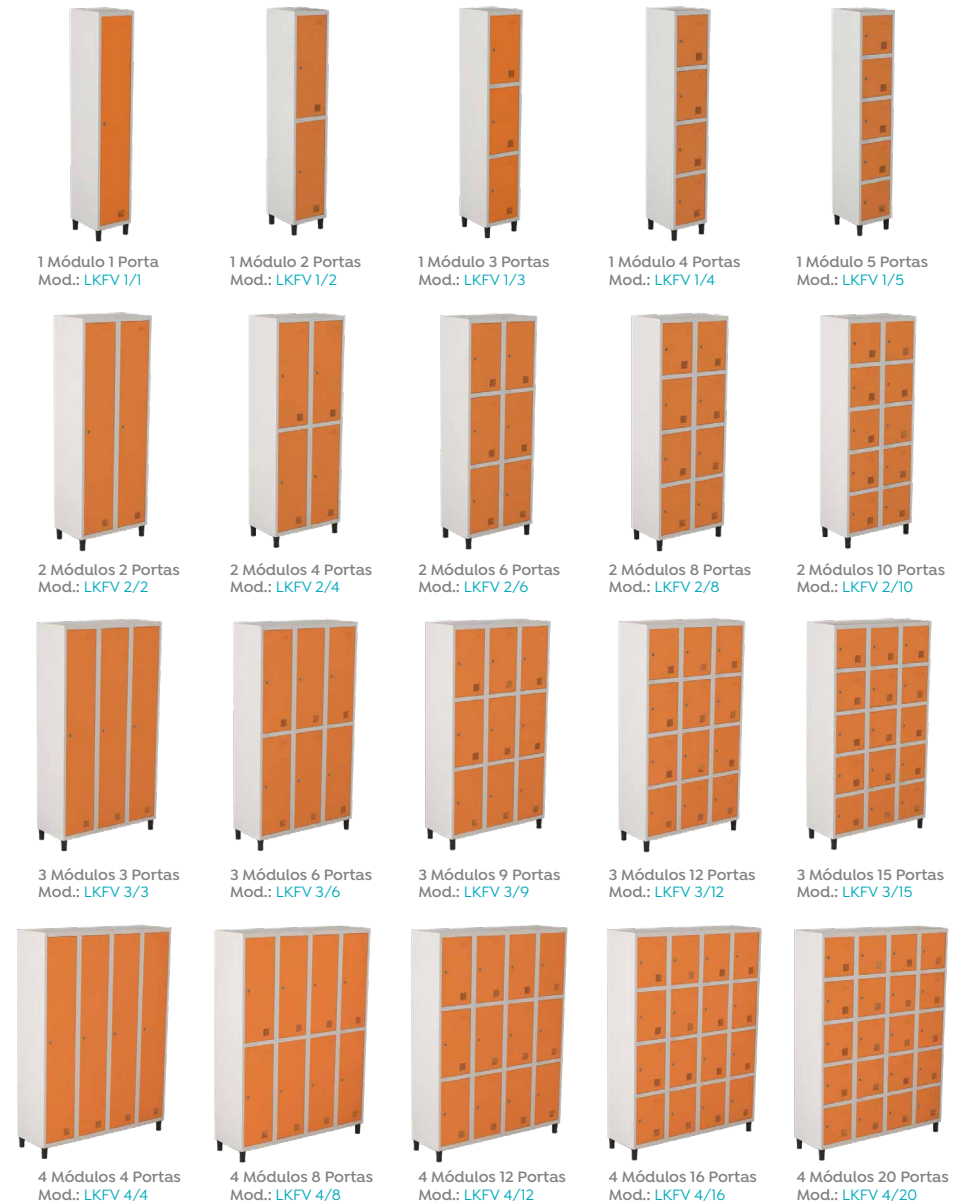 1 Módulo 1 Porta
Mod.: LKFV 1/1
1 Módulo 2 Portas
Mod.: LKFV 1/2
1 Módulo 3 Portas
Mod.: LKFV 1/3
1 Módulo 4 Portas
Mod.: LKFV 1/4
1 Módulo 5 Portas
Mod.: LKFV 1/5
2 Módulos 2 Portas
Mod.: LKFV 2/2
2 Módulos 4 Portas
Mod.: LKFV 2/4
2 Módulos 6 Portas
Mod.: LKFV 2/6
2 Módulos 8 Portas
Mod.: LKFV 2/8
2 Módulos 10 Portas
Mod.: LKFV 2/10
3 Módulos 3 Portas
Mod.: LKFV 3/3
3 Módulos 6 Portas
Mod.: LKFV 3/6
3 Módulos 9 Portas
Mod.: LKFV 3/9
3 Módulos 12 Portas
Mod.: LKFV 3/12
3 Módulos 15 Portas
Mod.: LKFV 3/15
4 Módulos 4 Portas
Mod.: LKFV 4/4
4 Módulos 8 Portas
Mod.: LKFV 4/8
4 Módulos 12 Portas
Mod.: LKFV 4/12
4 Módulos 16 Portas
Mod.: LKFV 4/16
4 Módulos 20 Portas
Mod.: LKFV 4/20